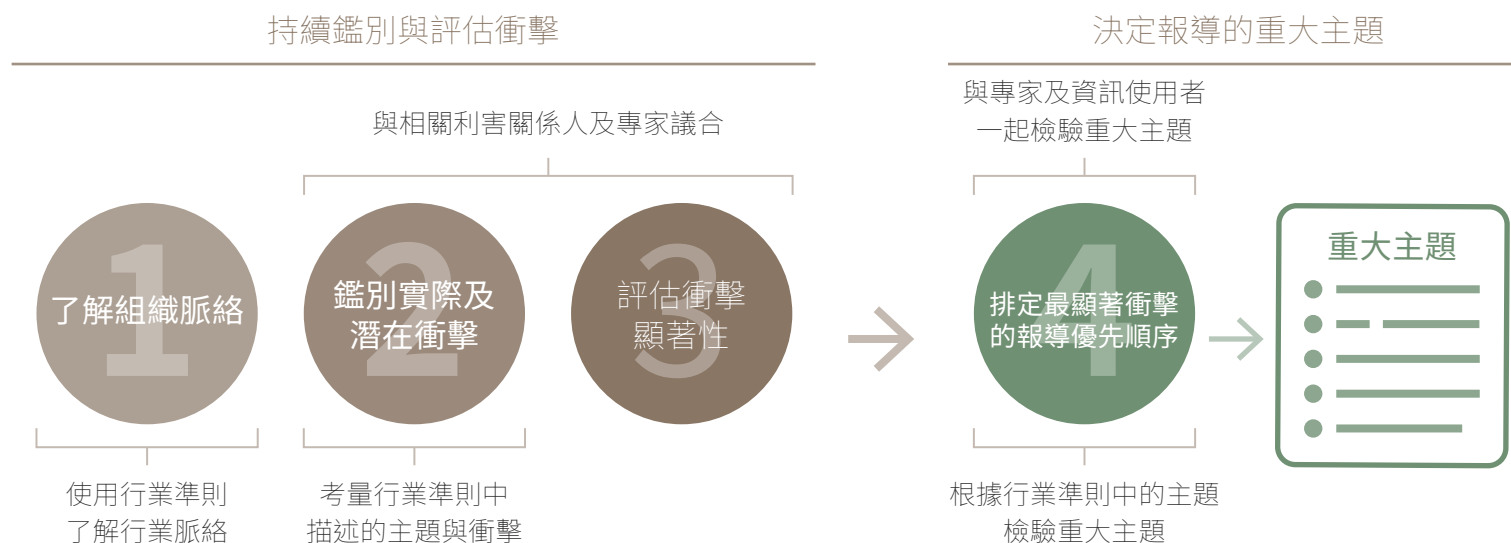 持續鑑別與評估衝擊
決定報導的重大主題
與相關利害關係人及專家議合
與專家及資訊使用者
一起檢驗重大主題
1
了解組織脈絡
2
鑑別實際及
潛在衝擊
3
評估衝擊
顯著性
4
排定最顯著衝擊
的報導優先順序
重大主題
使用行業準則
了解行業脈絡
考量行業準則中
描述的主題與衝擊
根據行業準則中的主題
檢驗重大主題